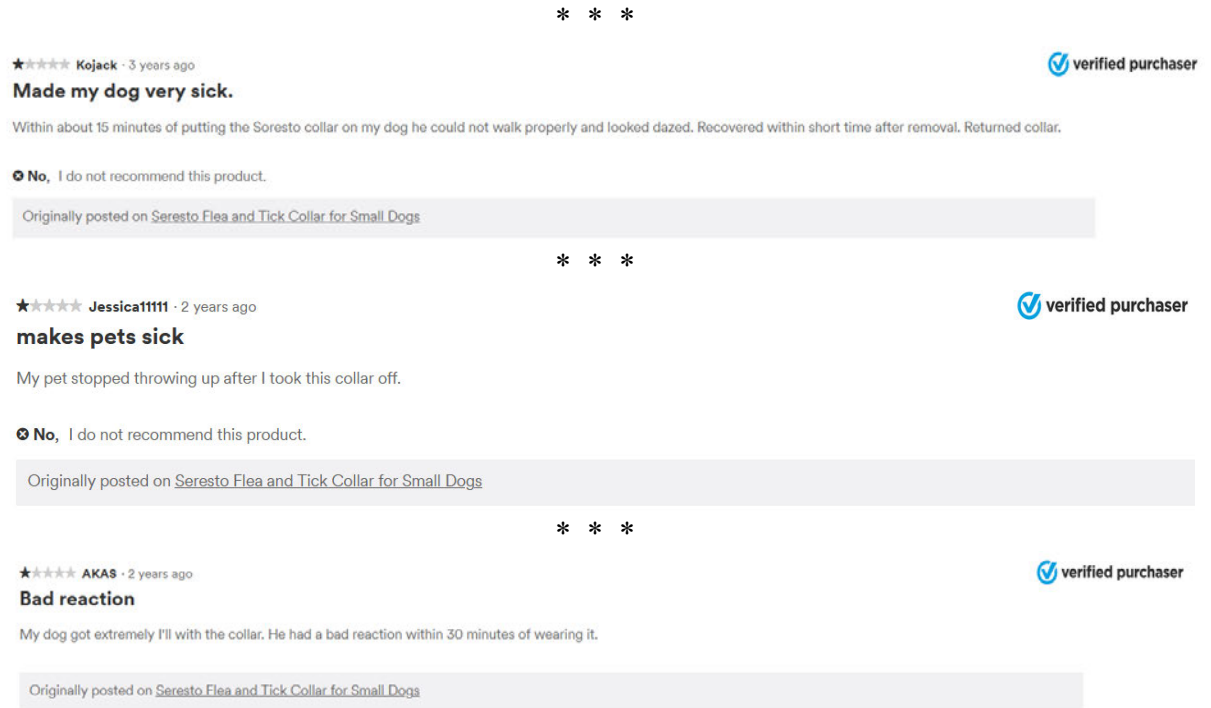 * * *
Kojack · 3 years ago
verified purchaser
Made my dog very sick.
Within about 15 minutes of putting the Soresto collar on my dog he could not walk properly and looked dazed. Recovered within short time after removal. Returned collar.
No, I do not recommend this product.
Originally posted on Seresto Flea and Tick Collar for Small Dogs
* * *
Jessica11111 · 2 years ago
verified purchaser
makes pets sick
My pet stopped throwing up after I took this collar off.
No, I do not recommend this product.
Originally posted on Seresto Flea and Tick Collar for Small Dogs
* * *
AKAS · 2 years ago
verified purchaser
Bad reaction
My dog got extremely I'll with the collar. He had a bad reaction within 30 minutes of wearing it.
Originally posted on Seresto Flea and Tick Collar for Small Dogs